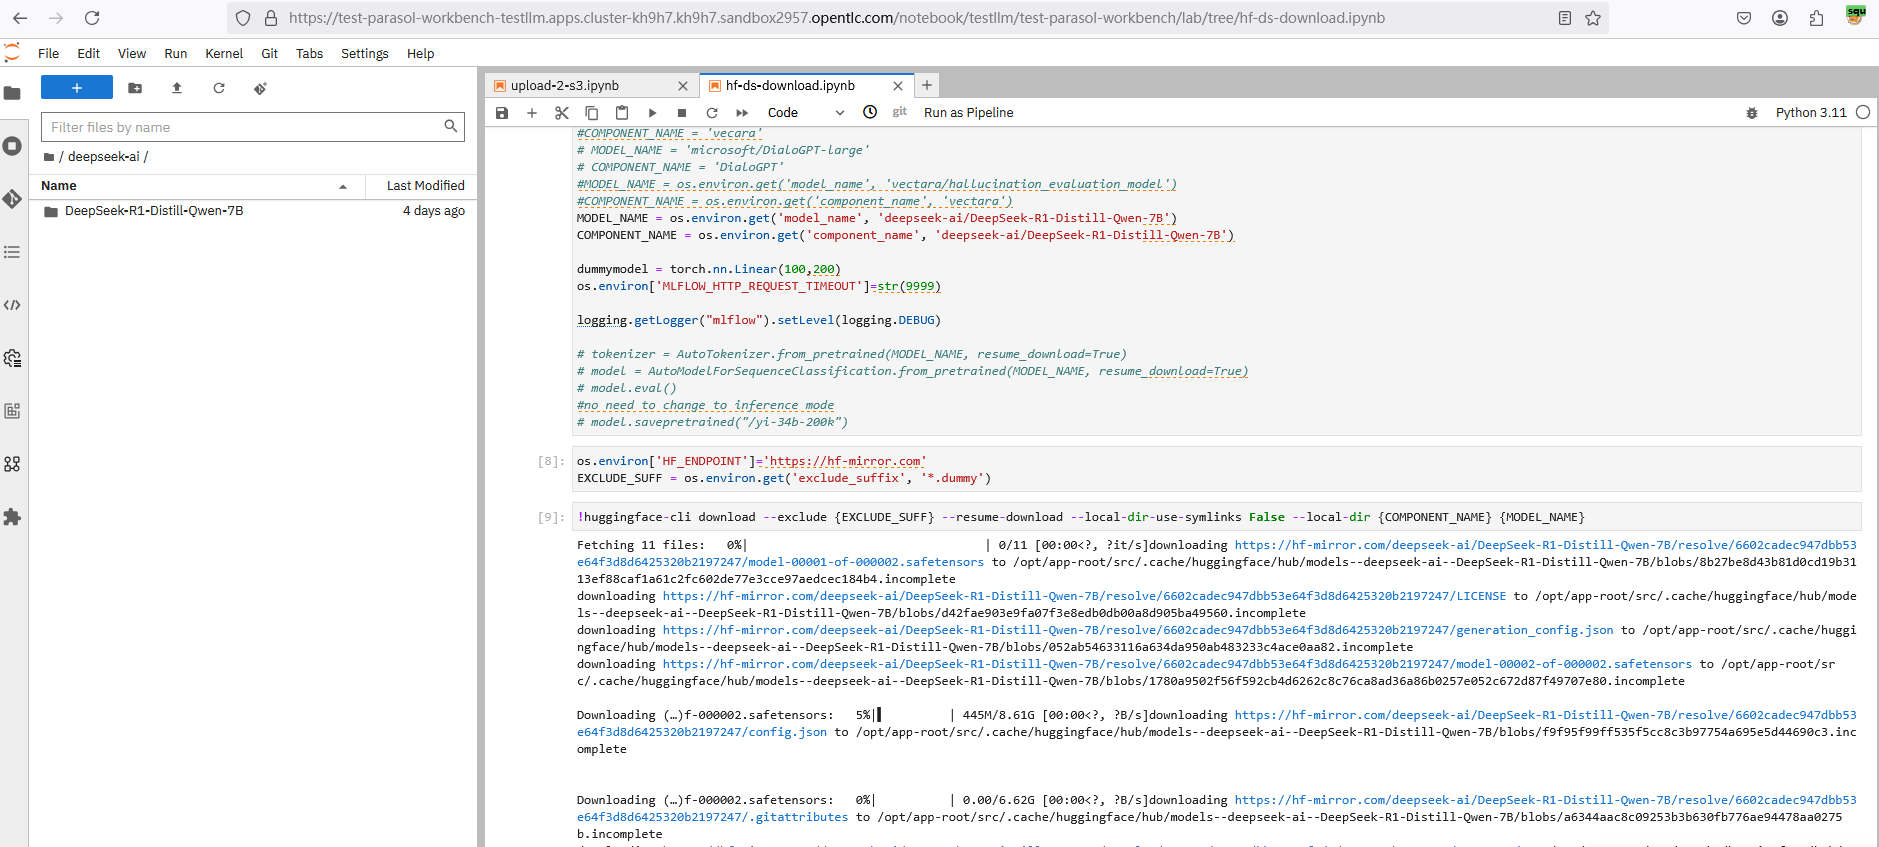 https://test-parasol-workbench-testllm.apps.cluster-kh9h7.kh9h7.sandbox2957.opentlc.com/notebook/testllm/test-parasol-workbench/lab/tree/hf-ds-download.ipynb
squ
File Edit View Run Kernel Git Tabs Settings Help
upload-2-s3.ipynb
hf-ds-download.ipynb
Code
git
Run as Pipeline
Python 3.11
Filter files by name
/ deepseek-ai /
Name
Last Modified
DeepSeek-R1-Distill-Qwen-7B
4 days ago
#COMPONENT_NAME = 'vecara'
# MODEL_NAME = 'microsoft/DialoGPT-large'
# COMPONENT_NAME = 'DialoGPT'
#MODEL_NAME = os.environ.get('model_name', 'vectara/hallucination_evaluation_model')
#COMPONENT_NAME = os.environ.get('component_name', 'vectara')
MODEL_NAME = os.environ.get('model_name', 'deepseek-ai/DeepSeek-R1-Distill-Qwen-7B')
COMPONENT_NAME = os.environ.get('component_name', 'deepseek-ai/DeepSeek-R1-Distill-Qwen-7B')
dummymodel = torch.nn.Linear(100,200)
os.environ['MLFLOW_HTTP_REQUEST_TIMEOUT']=str(9999)
logging.getLogger("mlflow").setLevel(logging.DEBUG)
# tokenizer = AutoTokenizer.from_pretrained(MODEL_NAME, resume_download=True)
# model = AutoModelForSequenceClassification.from_pretrained(MODEL_NAME, resume_download=True)
# model.eval()
#no need to change to inference mode
# model.savepretrained("/yi-34b-200k")
[8]:
os.environ['HF_ENDPOINT']='https://hf-mirror.com'
EXCLUDE_SUFF = os.environ.get('exclude_suffix', '*.dummy')
[9]:
!huggingface-cli download --exclude {EXCLUDE_SUFF} --resume-download --local-dir-use-symlinks False --local-dir {COMPONENT_NAME} {MODEL_NAME}
Fetching 11 files:   0%|                                  | 0/11 [00:00<?, ?it/s]downloading https://hf-mirror.com/deepseek-ai/DeepSeek-R1-Distill-Qwen-7B/resolve/6602cadec947dbb53
e64f3d8d6425320b2197247/model-00001-of-000002.safetensors to /opt/app-root/src/.cache/huggingface/hub/models--deepseek-ai--DeepSeek-R1-Distill-Qwen-7B/blobs/8b27be8d43b81d0cd19b31
13ef88caf1a61c2fc602de77e3cce97aedcec184b4.incomplete
downloading https://hf-mirror.com/deepseek-ai/DeepSeek-R1-Distill-Qwen-7B/resolve/6602cadec947dbb53e64f3d8d6425320b2197247/LICENSE to /opt/app-root/src/.cache/huggingface/hub/mode
ls--deepseek-ai--DeepSeek-R1-Distill-Qwen-7B/blobs/d42fae903e9fa07f3e8edb0db00a8d905ba49560.incomplete
downloading https://hf-mirror.com/deepseek-ai/DeepSeek-R1-Distill-Qwen-7B/resolve/6602cadec947dbb53e64f3d8d6425320b2197247/generation_config.json to /opt/app-root/src/.cache/huggi
ngface/hub/models--deepseek-ai--DeepSeek-R1-Distill-Qwen-7B/blobs/052ab54633116a634da950ab483233c4ace0aa82.incomplete
downloading https://hf-mirror.com/deepseek-ai/DeepSeek-R1-Distill-Qwen-7B/resolve/6602cadec947dbb53e64f3d8d6425320b2197247/model-00002-of-000002.safetensors to /opt/app-root/sr
c/.cache/huggingface/hub/models--deepseek-ai--DeepSeek-R1-Distill-Qwen-7B/blobs/1780a9502f56f592cb4d6262c8c76ca8ad36a86b0257e052c672d87f49707e80.incomplete
Downloading (…)f-000002.safetensors:   5%|          | 445M/8.61G [00:00<?, ?B/s]downloading https://hf-mirror.com/deepseek-ai/DeepSeek-R1-Distill-Qwen-7B/resolve/6602cadec947dbb53
e64f3d8d6425320b2197247/config.json to /opt/app-root/src/.cache/huggingface/hub/models--deepseek-ai--DeepSeek-R1-Distill-Qwen-7B/blobs/f9f95f99ff535f5cc8c3b97754a695e5d44690c3.inc
omplete
Downloading (…)f-000002.safetensors:   0%|          | 0.00/6.62G [00:00<?, ?B/s]downloading https://hf-mirror.com/deepseek-ai/DeepSeek-R1-Distill-Qwen-7B/resolve/6602cadec947dbb53
e64f3d8d6425320b2197247/.gitattributes to /opt/app-root/src/.cache/huggingface/hub/models--deepseek-ai--DeepSeek-R1-Distill-Qwen-7B/blobs/a6344aac8c09253b3b630fb776ae94478aa0275
b.incomplete